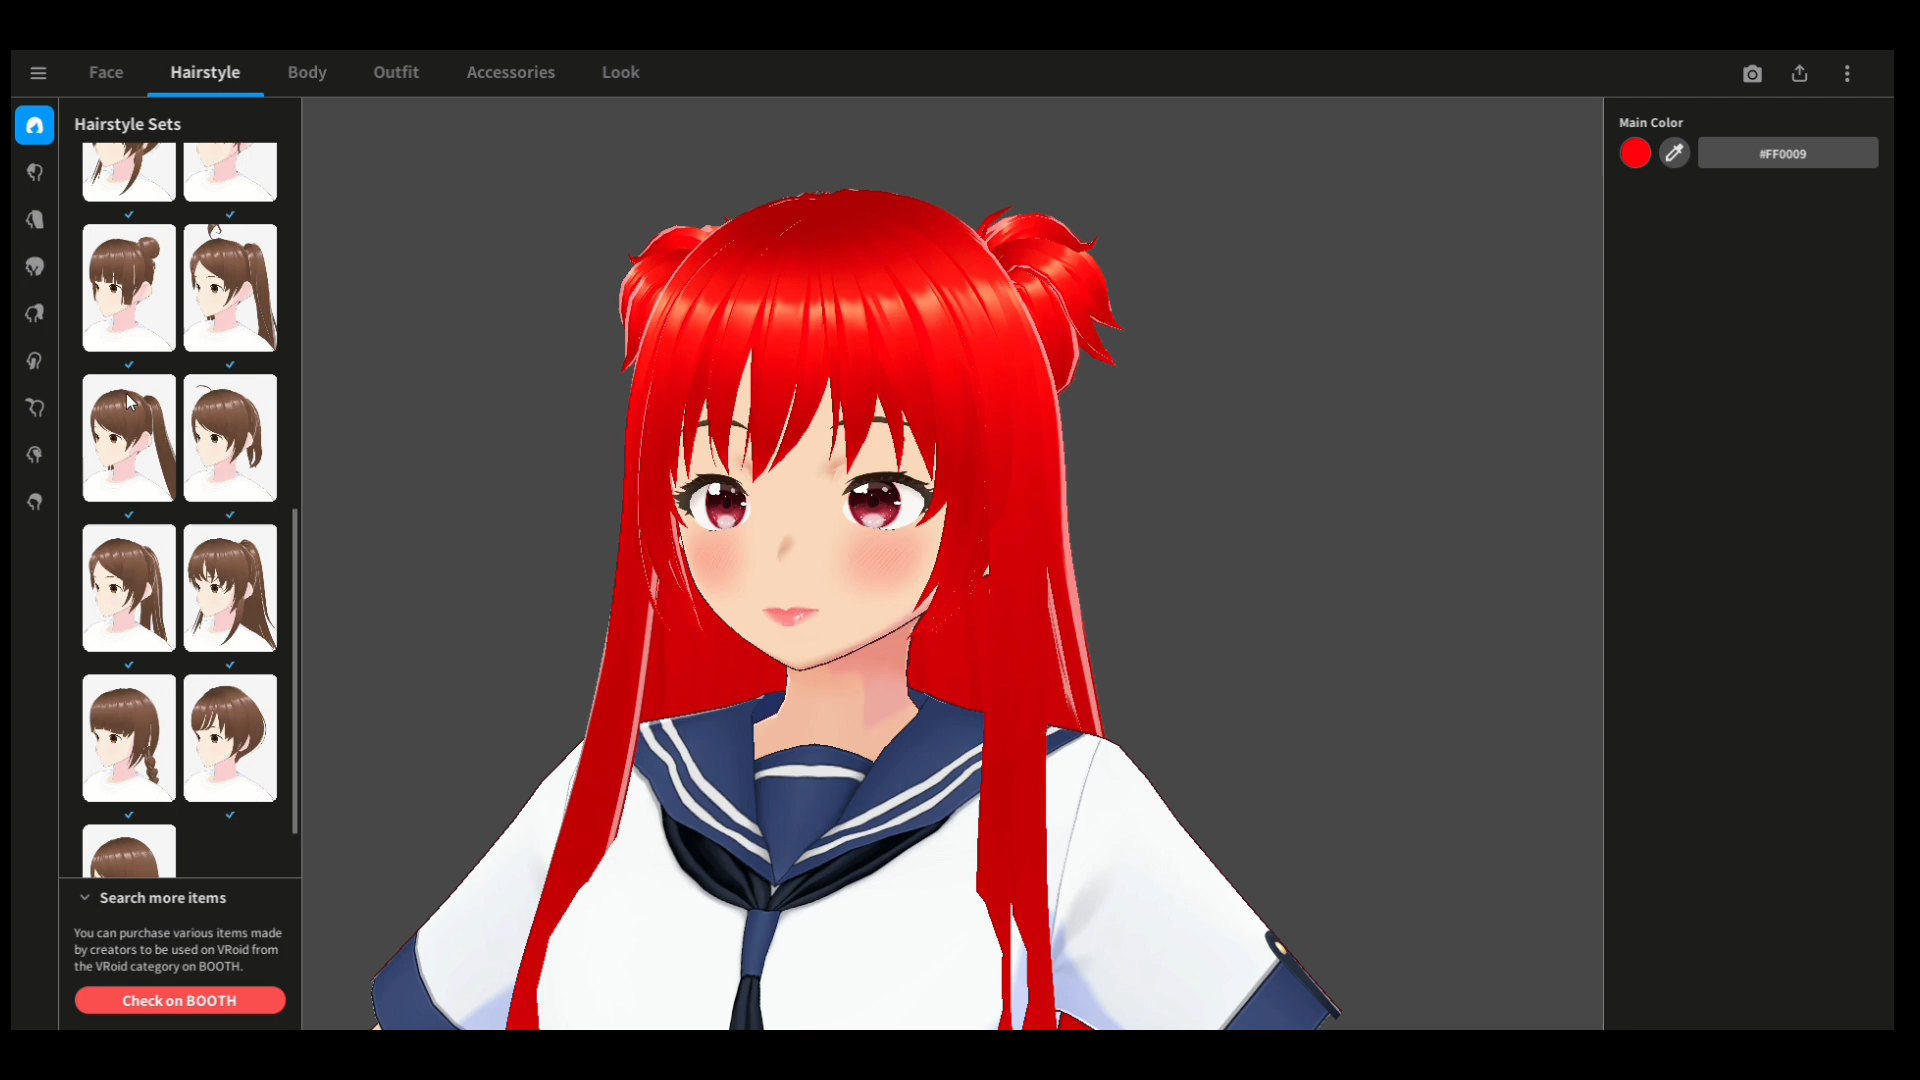 Face Hairstyle Body Outfit Accessories Look
Hairstyle Sets
Search more items
You can purchase various items made
by creators to be used on VRoid from
the VRoid category on BOOTH.
Check on BOOTH
Main Color
#FF0009